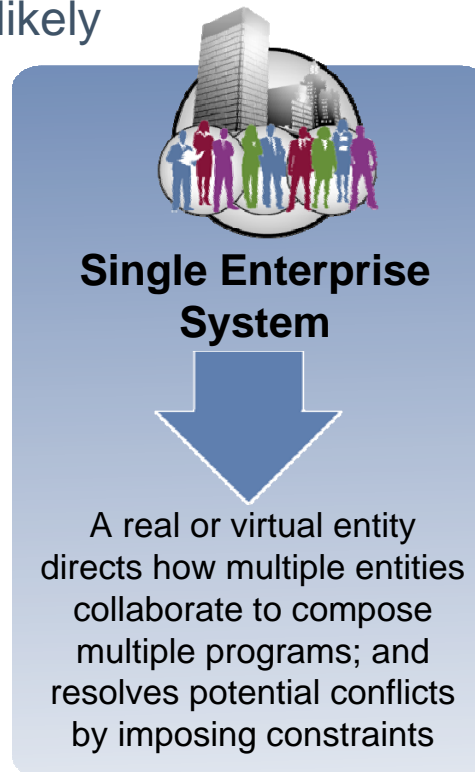 likely
Single Enterprise
System
A real or virtual entity
directs how multiple entities
collaborate to compose
multiple programs; and
resolves potential conflicts
by imposing constraints